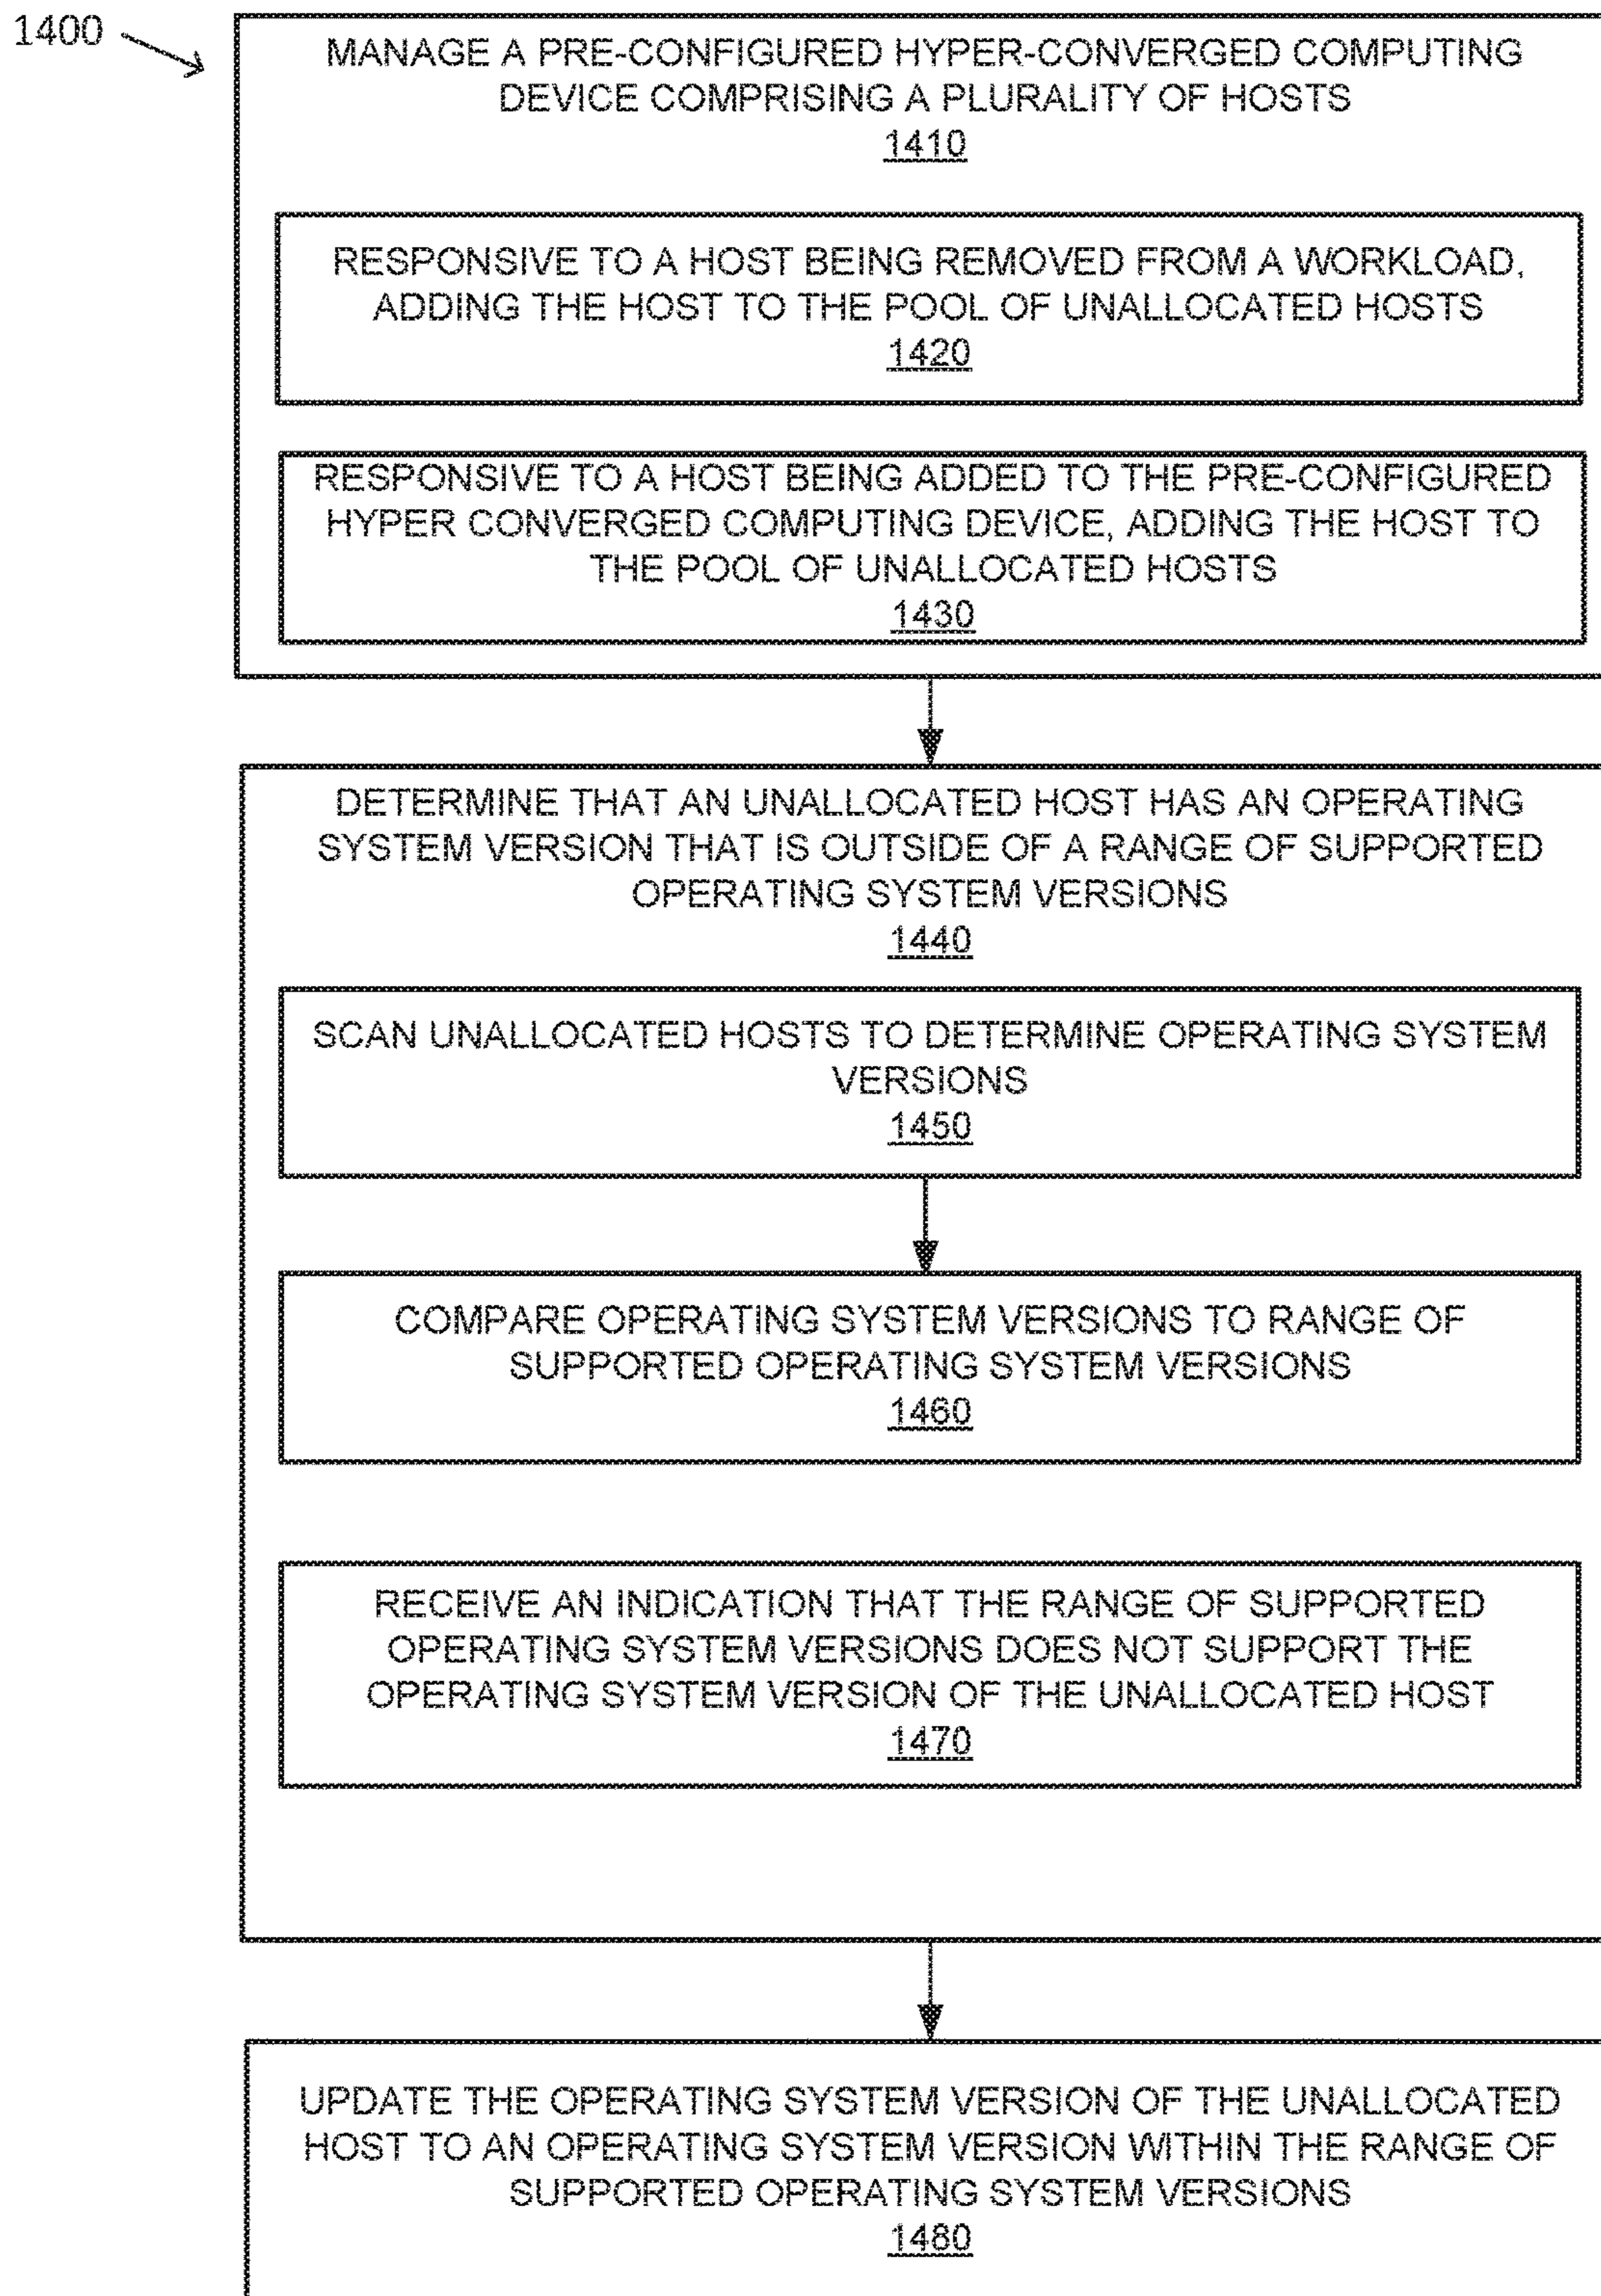 1400
MANAGE A PRE-CONFIGURED HYPER-CONVERGED COMPUTING
DEVICE COMPRISING A PLURALITY OF HOSTS
1410
RESPONSIVE TO A HOST BEING REMOVED FROM A WORKLOAD,
ADDING THE HOST TO THE POOL OF UNALLOCATED HOSTS
1420
RESPONSIVE TO A HOST BEING ADDED TO THE PRE-CONFIGURED
HYPER CONVERGED COMPUTING DEVICE, ADDING THE HOST TO
THE POOL OF UNALLOCATED HOSTS
1430
DETERMINE THAT AN UNALLOCATED HOST HAS AN OPERATING
SYSTEM VERSION THAT IS OUTSIDE OF A RANGE OF SUPPORTED
OPERATING SYSTEM VERSIONS
1440
SCAN UNALLOCATED HOSTS TO DETERMINE OPERATING SYSTEM
VERSIONS
1450
COMPARE OPERATING SYSTEM VERSIONS TO RANGE OF
SUPPORTED OPERATING SYSTEM VERSIONS
1460
RECEIVE AN INDICATION THAT THE RANGE OF SUPPORTED
OPERATING SYSTEM VERSIONS DOES NOT SUPPORT THE
OPERATING SYSTEM VERSION OF THE UNALLOCATED HOST
1470
UPDATE THE OPERATING SYSTEM VERSION OF THE UNALLOCATED
HOST TO AN OPERATING SYSTEM VERSION WITHIN THE RANGE OF
SUPPORTED OPERATING SYSTEM VERSIONS
1480